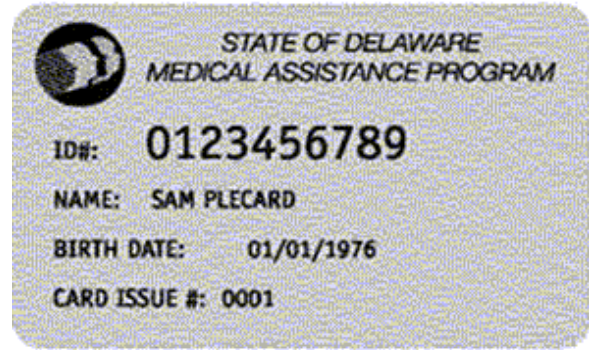 STATE OF DELAWARE
MEDICAL ASSISTANCE PROGRAM
ID#: 0123456789
NAME: SAM PLECARD
BIRTH DATE: 01/01/1976
CARD ISSUE #: 0001